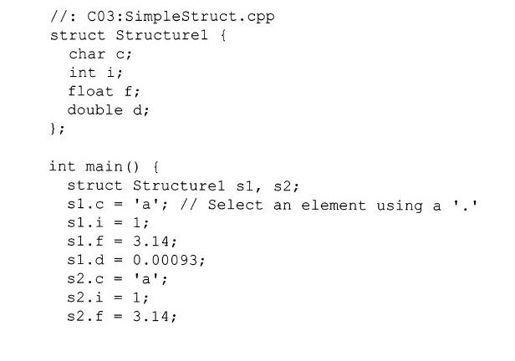 //: C03:SimpleStruct.cpp
struct Structure1 {
  char c;
  int i;
  float f;
  double d;
};

int main() {
  struct Structure1 s1, s2;
  s1.c = 'a'; // Select an element using a '.'
  s1.i = 1;
  s1.f = 3.14;
  s1.d = 0.00093;
  s2.c = 'a';
  s2.i = 1;
  s2.f = 3.14;